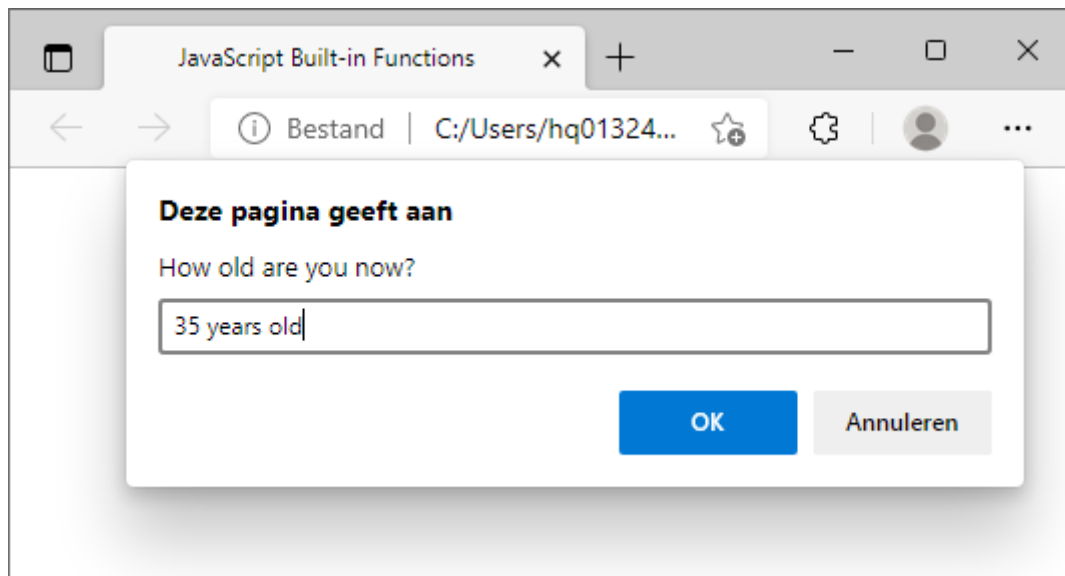 JavaScript Built-in Functions
Bestand | C:/Users/hq01324...
Deze pagina geeft aan
How old are you now?
35 years old
OK Annuleren